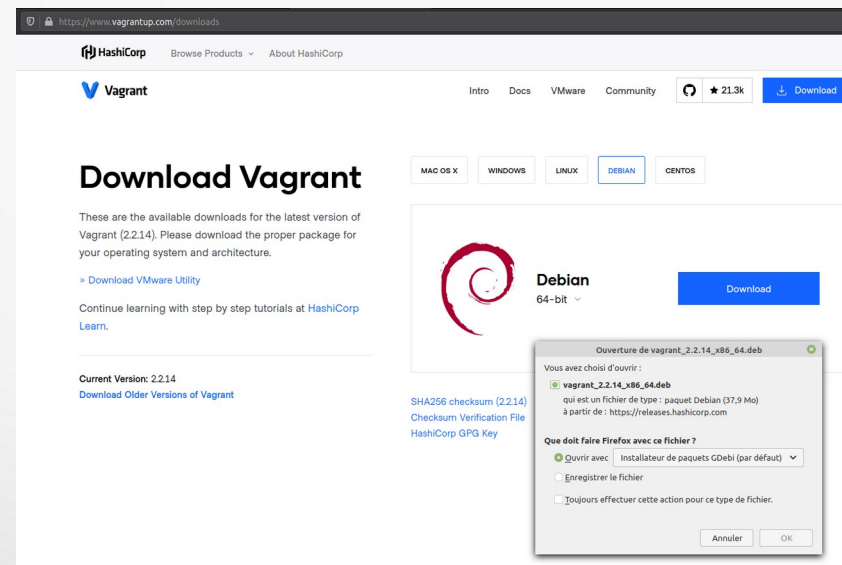 https://www.vagrantup.com/downloads
HashiCorp Browse Products About HashiCorp
Vagrant Intro Docs VMware Community 21.3k Download
Download Vagrant
These are the available downloads for the latest version of
Vagrant (2.2.14). Please download the proper package for
your operating system and architecture.
» Download VMware Utility
Continue learning with step by step tutorials at HashiCorp
Learn.
Current Version: 2.2.14
Download Older Versions of Vagrant
MAC OS X WINDOWS LINUX DEBIAN CENTOS
Debian
64-bit
Download
SHA256 checksum (2.2.14)
Checksum Verification File
HashiCorp GPG Key
Ouverture de vagrant_2.2.14_x86_64.deb
Vous avez choisi d'ouvrir :
vagrant_2.2.14_x86_64.deb
qui est un fichier de type : paquet Debian (37,9 Mo)
à partir de : https://releases.hashicorp.com
Que doit faire Firefox avec ce fichier ?
Ouvrir avec Installateur de paquets GDebi (par défaut)
Enregistrer le fichier
Toujours effectuer cette action pour ce type de fichier.
Annuler OK